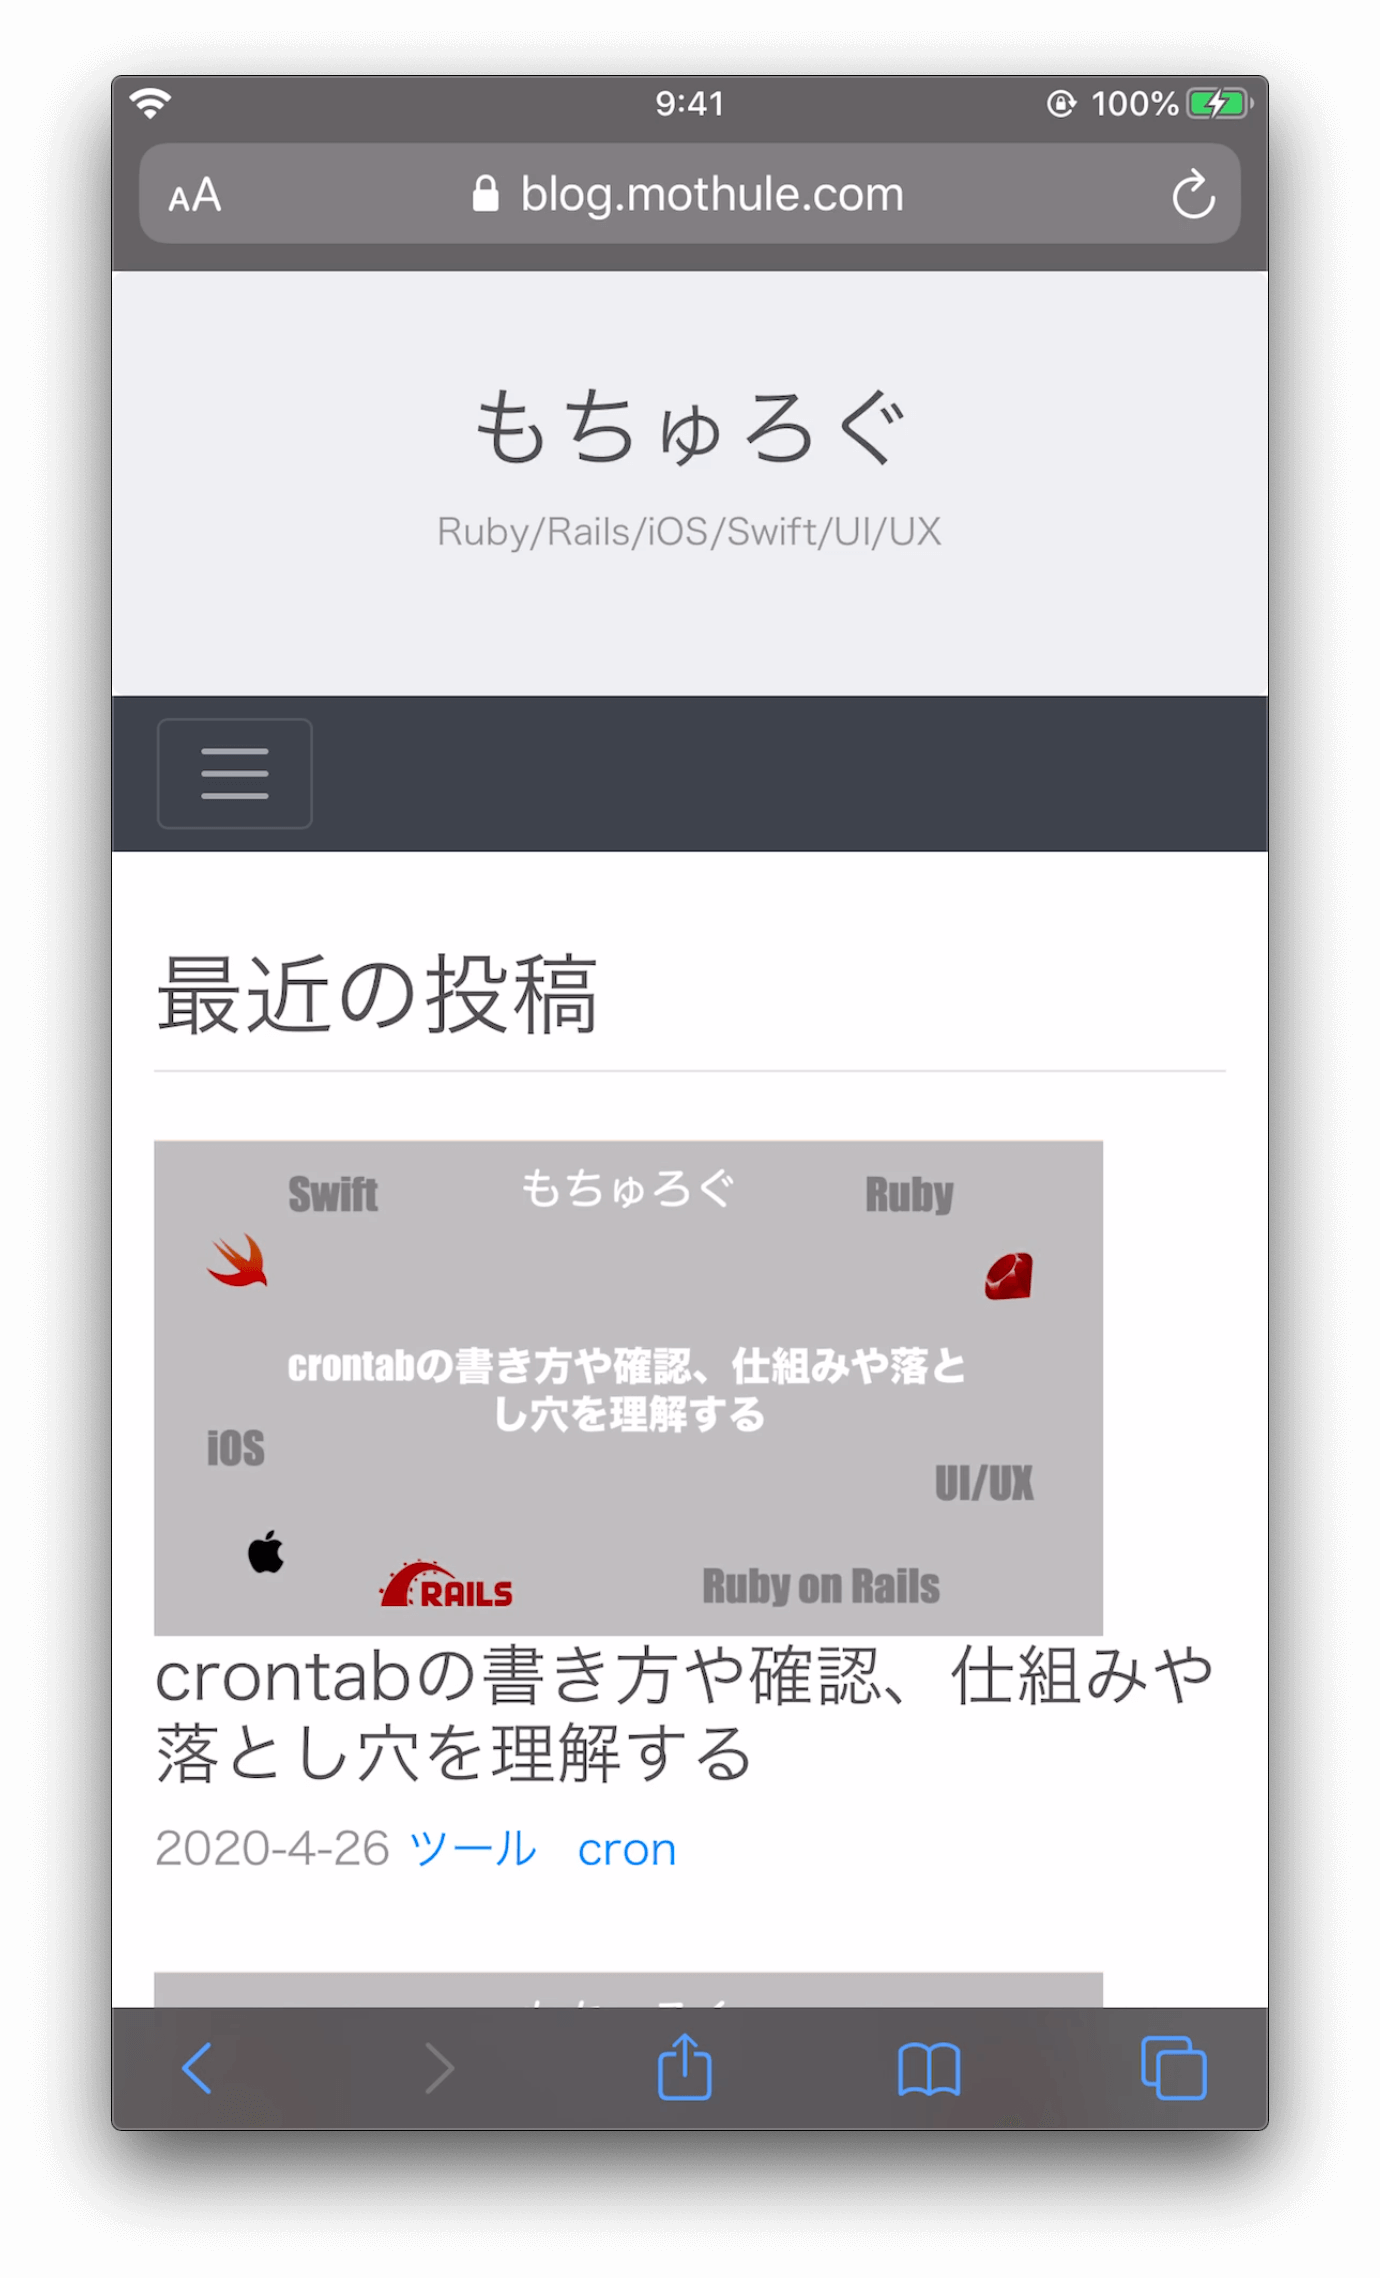 9:41
100%
AA
blog.mothule.com
もちゅろぐ
Ruby/Rails/iOS/Swift/UI/UX
最近の投稿
Swift
もちゅろぐ
Ruby
crontabの書き方や確認、仕組みや落と
し穴を理解する
iOS
UI/UX
RAILS
Ruby on Rails
crontabの書き方や確認、仕組みや
落とし穴を理解する
2020-4-26 ツール cron